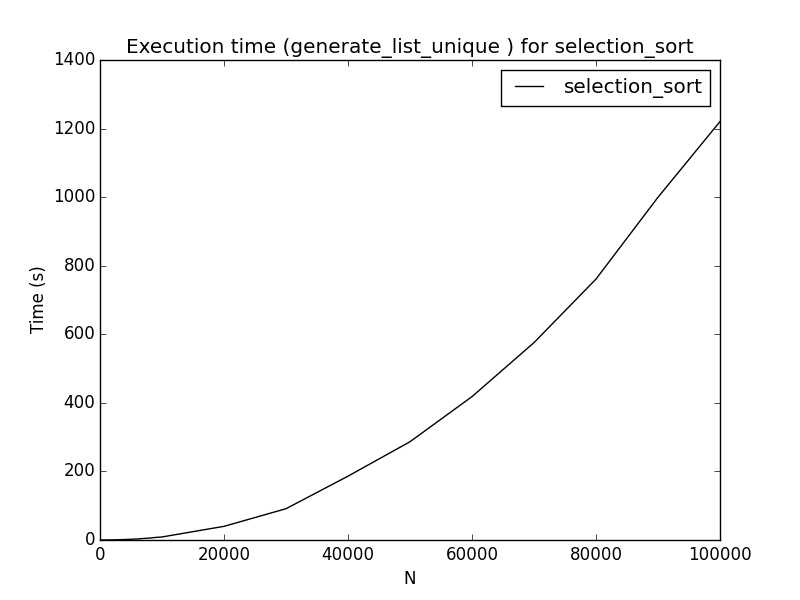 Execution time (generate_list_unique ) for selection_sort
1400
selection_sort
1200
1000
800
Time (s)
600
400
200
0
0 20000 40000 60000 80000 100000
N